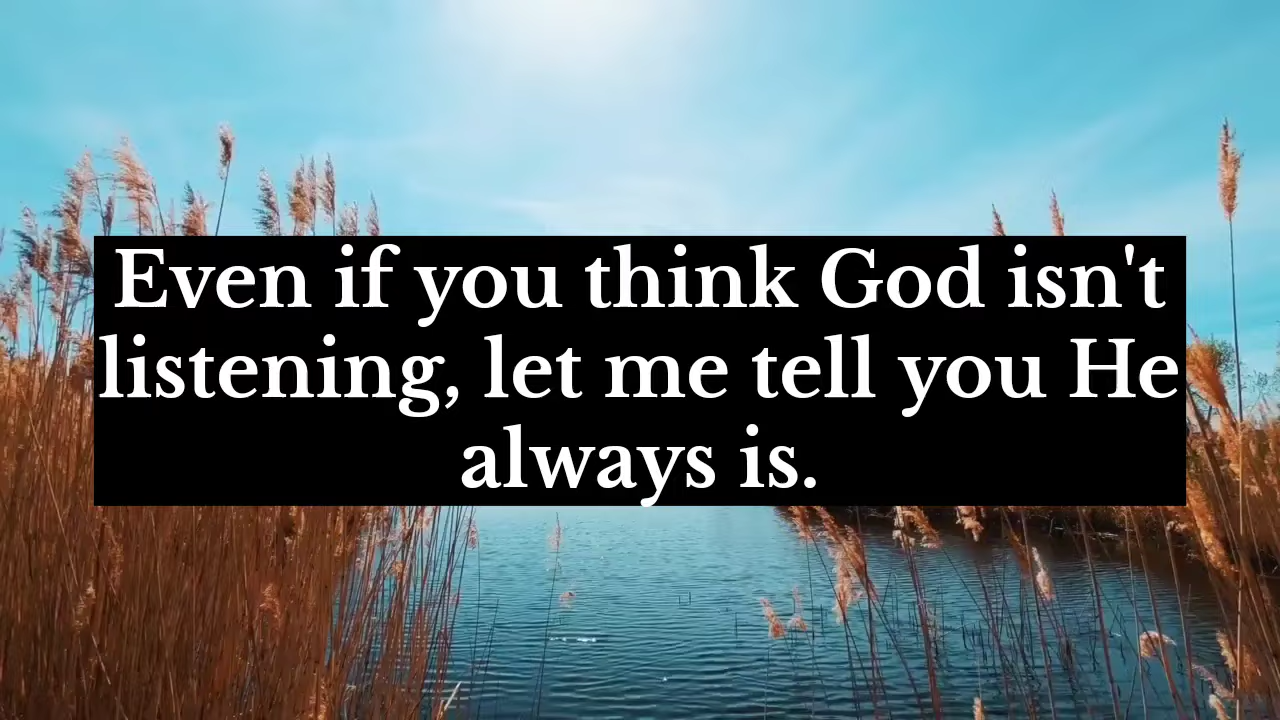 Even if you think God isn't
listening, let me tell you He
always is.